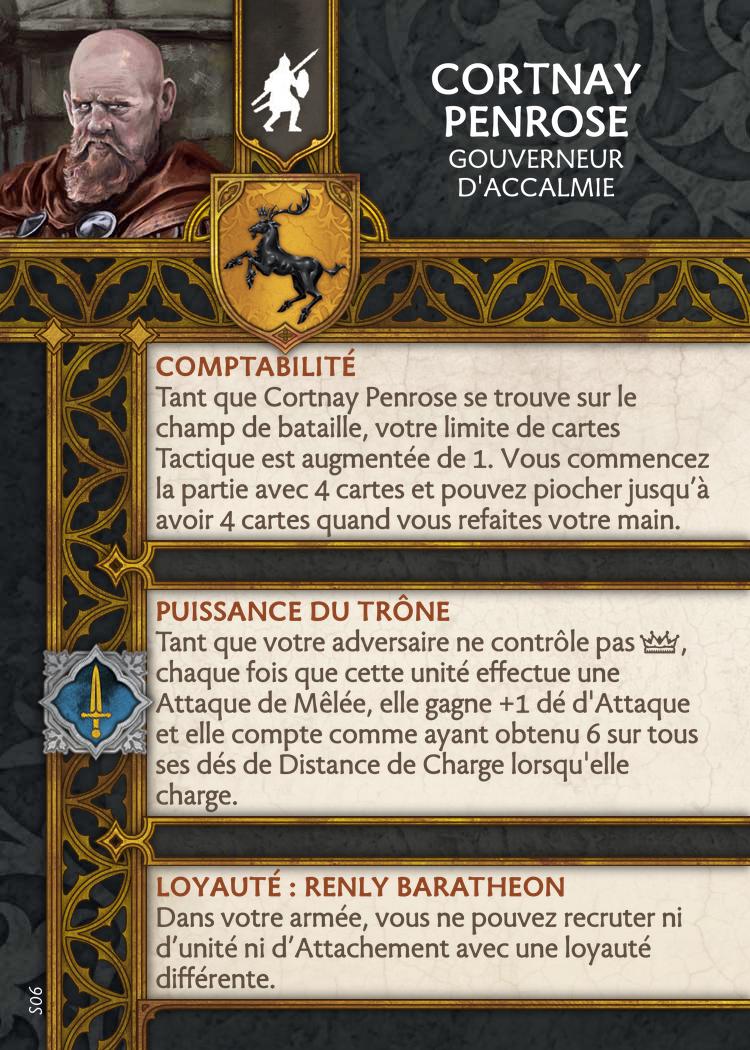 CORTNAY
PENROSE
GOUVERNEUR
D'ACCALMIE
COMPTABILITÉ
Tant que Cortnay Penrose se trouve sur le
champ de bataille, votre limite de cartes
Tactique est augmentée de 1. Vous commencez
la partie avec 4 cartes et pouvez piocher jusqu’à
avoir 4 cartes quand vous refaites votre main.
PUISSANCE DU TRÔNE
Tant que votre adversaire ne contrôle pas ,
chaque fois que cette unité effectue une
Attaque de Mêlée, elle gagne +1 dé d'Attaque
et elle compte comme ayant obtenu 6 sur tous
ses dés de Distance de Charge lorsqu'elle
charge.
LOYAUTÉ : RENLY BARATHEON
Dans votre armée, vous ne pouvez recruter ni
d’unité ni d’Attachement avec une loyauté
différente.
S06